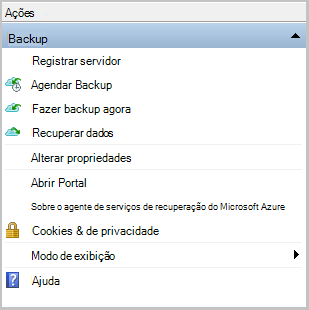 Ações
Backup
Registrar servidor
Agendar Backup
Fazer backup agora
Recuperar dados
Alterar propriedades
Abrir Portal
Sobre o agente de serviços de recuperação do Microsoft Azure
Cookies & de privacidade
Modo de exibição
Ajuda